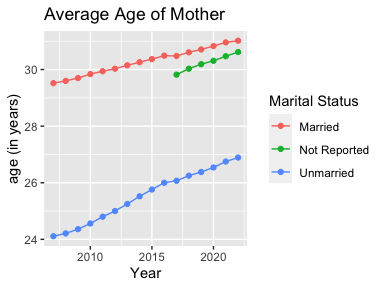 Average Age of Mother
age (in years)
30
28
26
24
2010
2015
2020
Year
Marital Status
Married
Not Reported
Unmarried